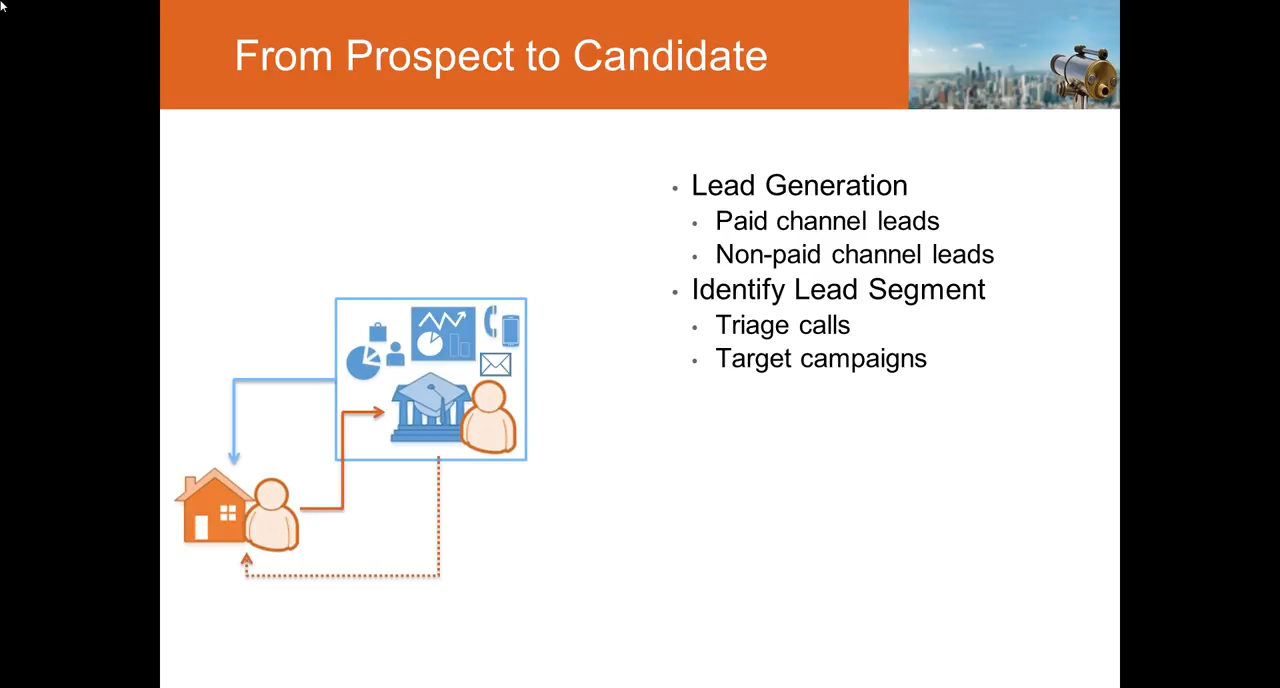 From Prospect to Candidate
Lead Generation
Paid channel leads
Non-paid channel leads
Identify Lead Segment
Triage calls
Target campaigns